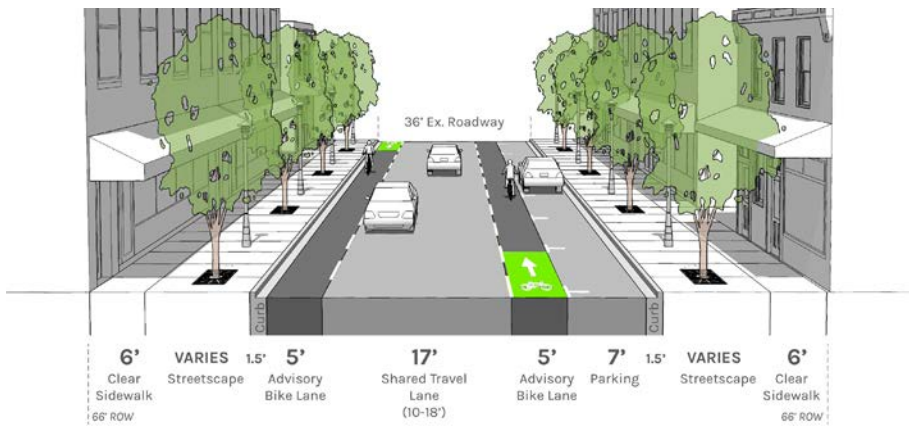 36' Ex. Roadway
Curb
Curb
6'
Clear
Sidewalk
66' ROW
VARIES
Streetscape
1.5'
5'
Advisory
Bike Lane
17'
Shared Travel
Lane
(10-18')
5'
Advisory
Bike Lane
7'
Parking
1.5'
VARIES
Streetscape
6'
Clear
Sidewalk
66' ROW